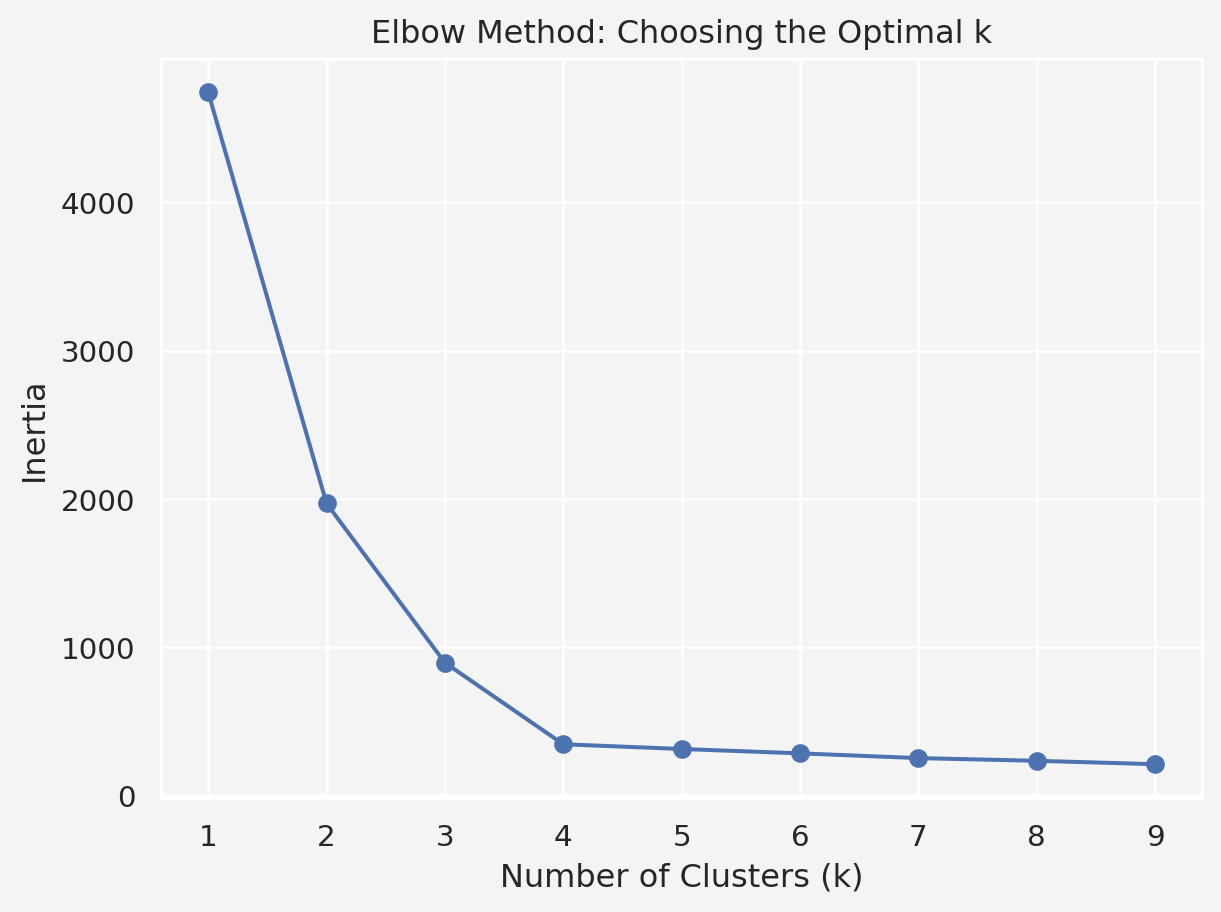 Elbow Method: Choosing the Optimal k
4000
3000
2000
1000
0
Inertia
1 2 3 4 5 6 7 8 9
Number of Clusters (k)